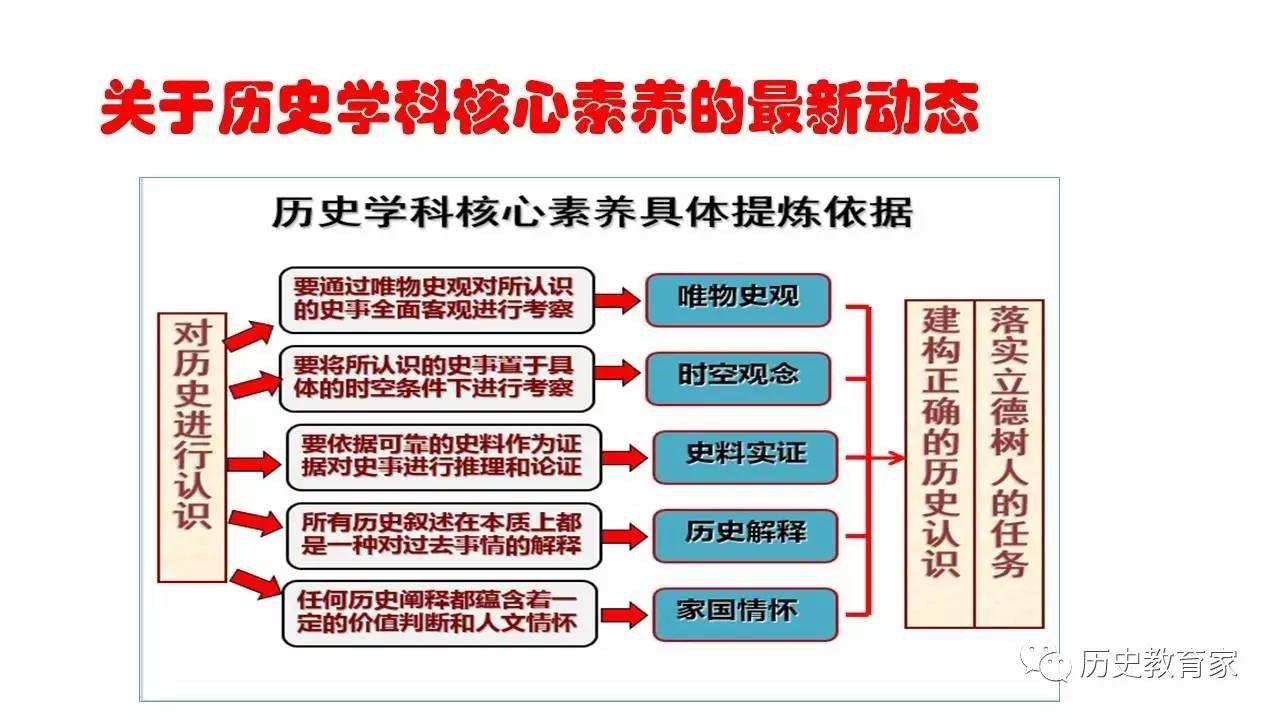 关于历史学科核心素养的最新动态
历史学科核心素养具体提炼依据
对历史进行认识
要通过唯物史观对所认识
的史事全面客观进行考察
唯物史观
要将所认识的史事置于具
体的时空条件下进行考察
时空观念
要依据可靠的史料作为证
据对史事进行推理和论证
史料实证
所有历史叙述在本质上都
是一种对过去事情的解释
历史解释
任何历史阐释都蕴含着一
定的价值判断和人文情怀
家国情怀
建构正确的历史认识
落实立德树人的任务
历史教育家